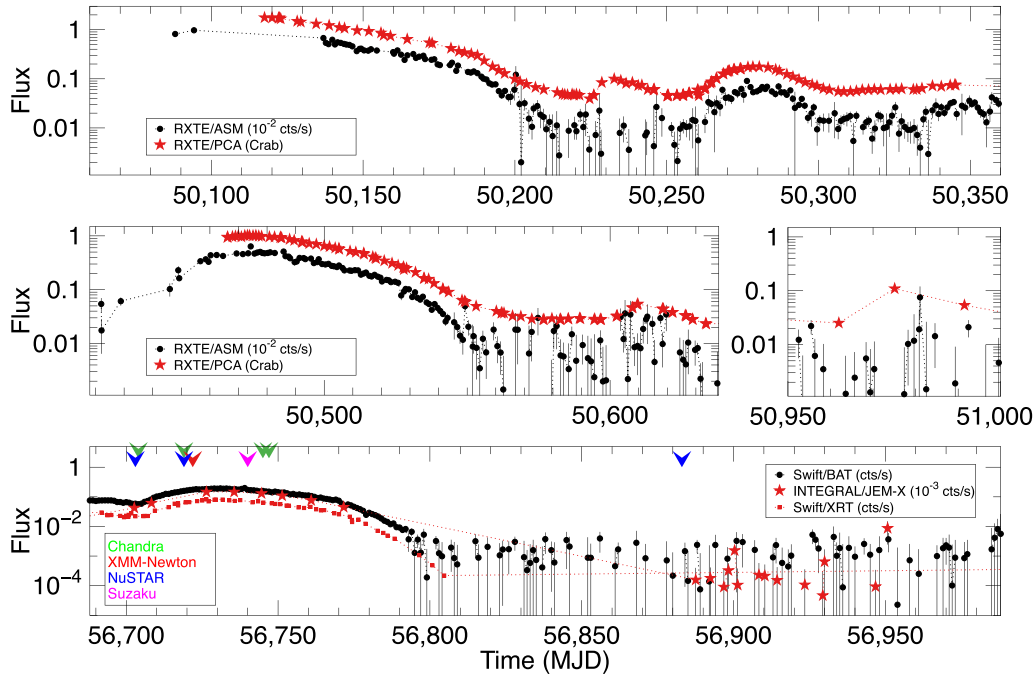 1
0.1
0.01
Flux
RXTE/ASM (10⁻² cts/s)
RXTE/PCA (Crab)
50,100
50,150
50,200
50,250
50,300
50,350
1
0.1
0.01
Flux
RXTE/ASM (10⁻² cts/s)
RXTE/PCA (Crab)
50,500
50,600
1
0.1
0.01
50,950
51,000
1
10⁻²
10⁻⁴
Flux
Chandra
XMM-Newton
NuSTAR
Suzaku
Swift/BAT (cts/s)
INTEGRAL/JEM-X (10⁻³ cts/s)
Swift/XRT (cts/s)
56,700
56,750
56,800
56,850
56,900
56,950
Time (MJD)